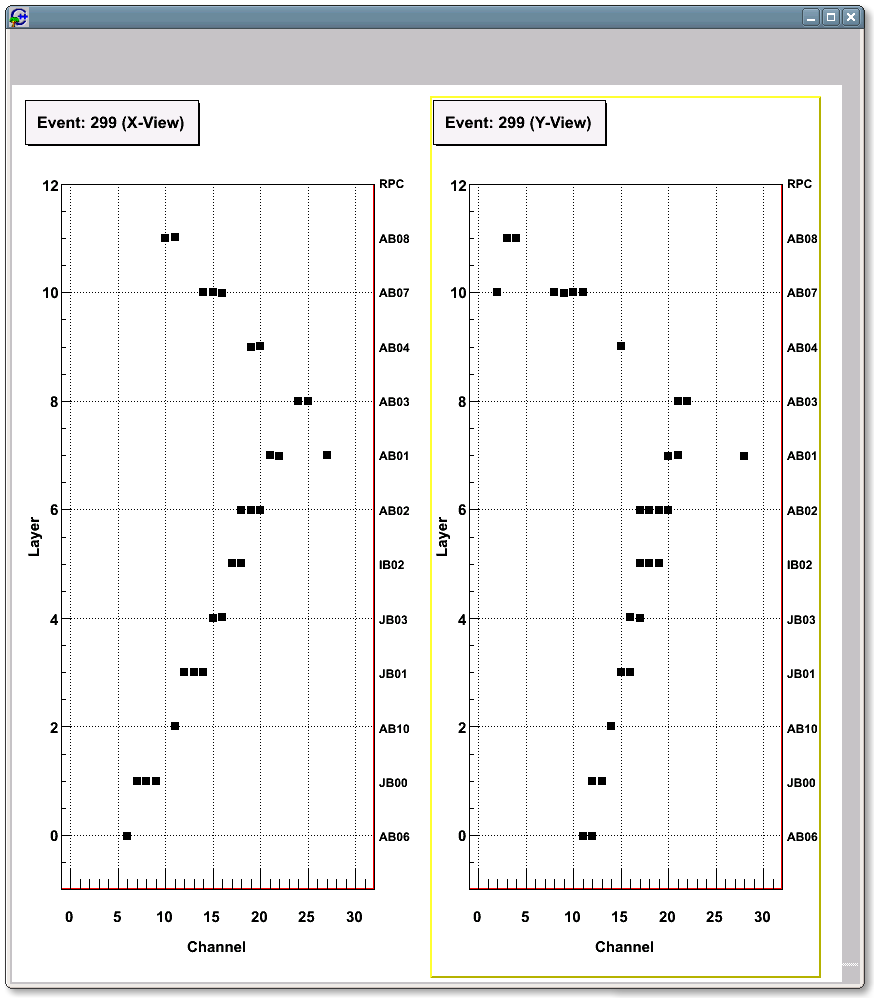 Event: 299 (X-View)
12
RPC
AB08
10
AB07
AB04
8
AB03
AB01
6
AB02
Layer
IB02
4
JB03
JB01
2
AB10
JB00
0
AB06
0 5 10 15 20 25 30
Channel
Event: 299 (Y-View)
12
RPC
AB08
10
AB07
AB04
8
AB03
AB01
6
AB02
Layer
IB02
4
JB03
JB01
2
AB10
JB00
0
AB06
0 5 10 15 20 25 30
Channel